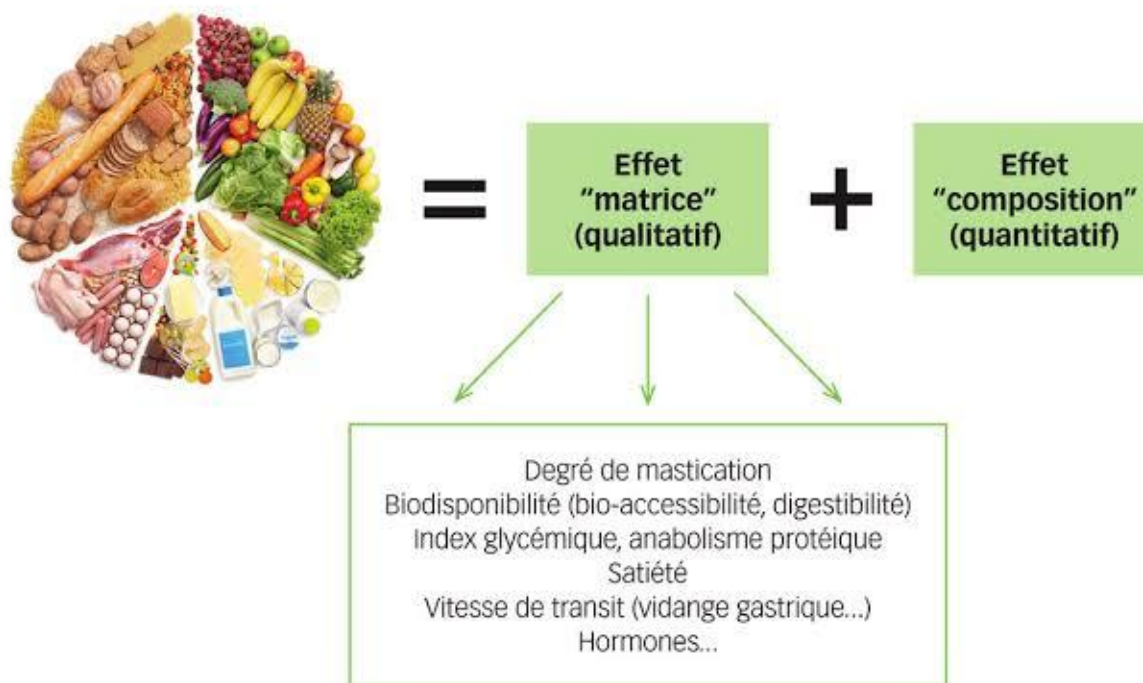 Effet
"matrice"
(qualitatif)
Effet
"composition"
(quantitatif)
Degré de mastication
Biodisponibilité (bio-accessibilité, digestibilité)
Index glycémique, anabolisme protéique
Satiété
Vitesse de transit (vidange gastrique...)
Hormones...